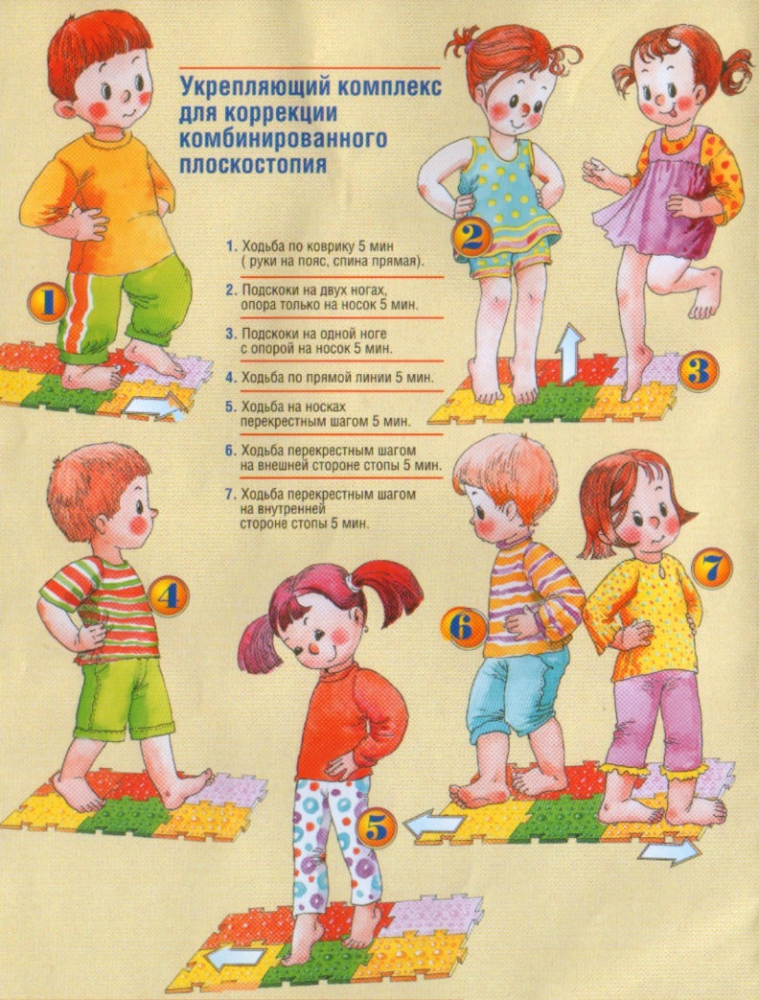 Укрепляющий комплекс
для коррекции
комбинированного
плоскостопия
1. Ходьба по коврику 5 мин
( руки на пояс, спина прямая).
2. Подскоки на двух ногах,
опора только на носок 5 мин.
3. Подскоки на одной ноге
с опорой на носок 5 мин.
4. Ходьба по прямой линии 5 мин.
5. Ходьба на носках
перекрестным шагом 5 мин.
6. Ходьба перекрестным шагом
на внешней стороне стопы 5 мин.
7. Ходьба перекрестным шагом
на внутренней
стороне стопы 5 мин.
1
2
3
4
5
6
7